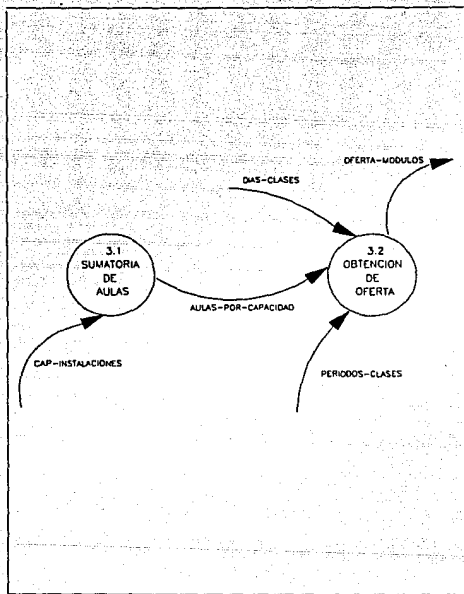 OFERTA-MODULOS
DIAS-CLASES
3.1
SUMATORIA
DE
AULAS
3.2
OBTENCION
DE
OFERTA
AULAS-POR-CAPACIDAD
CAP-INSTALACIONES
PERIODOS-CLASES